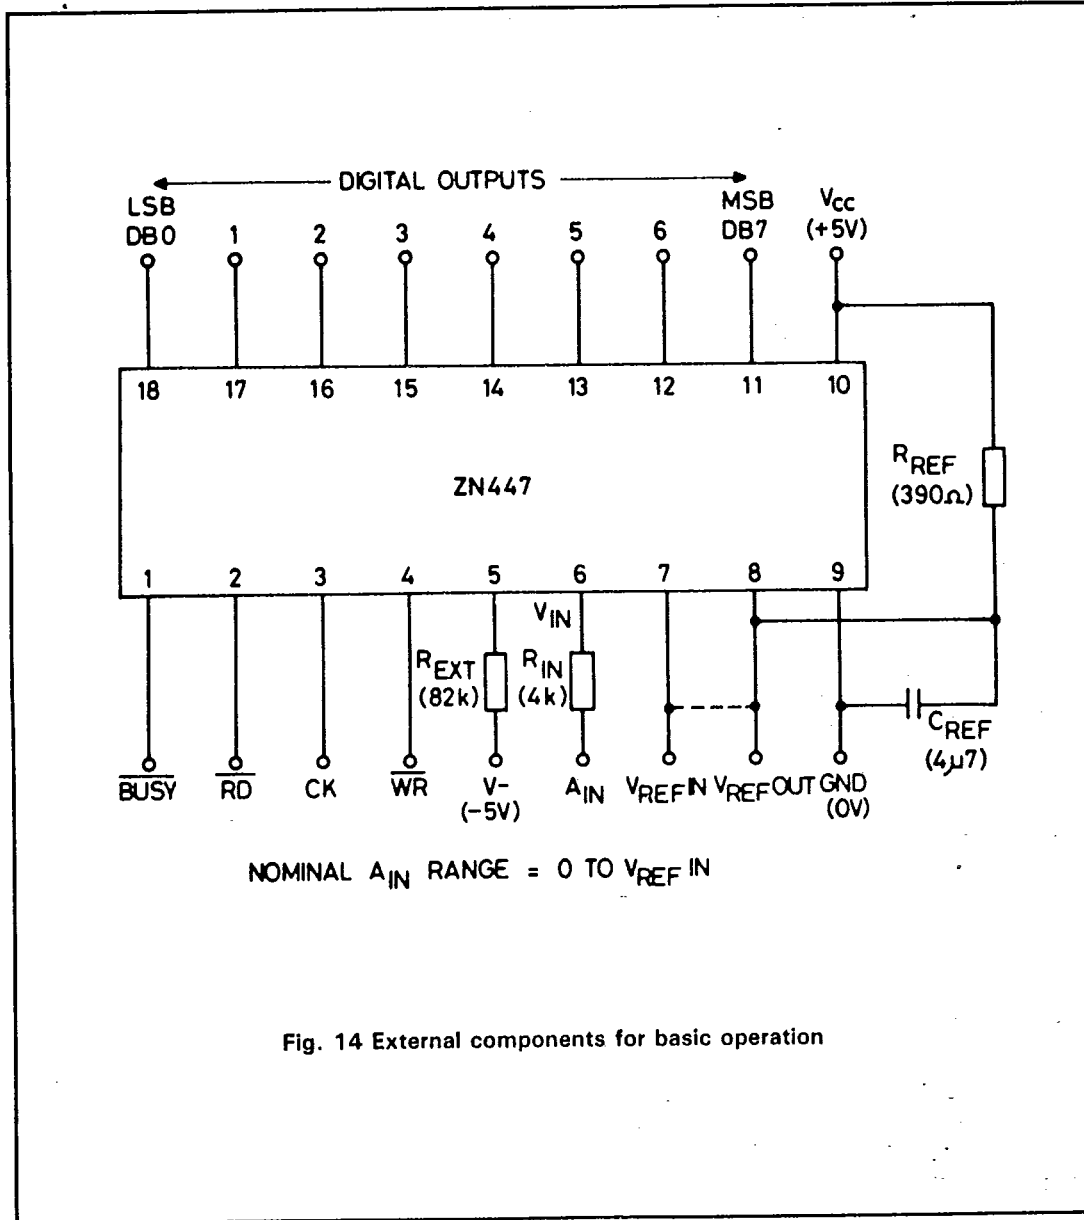 DIGITAL OUTPUTS
LSB
DB0
1
2
3
4
5
6
MSB
DB7
VCC
(+5V)
18
17
16
15
14
13
12
11
10
RREF
(390Ω)
ZN447
1
2
3
4
5
6
7
8
9
VIN
REXT
(82k)
RIN
(4k)
CREF
(4μ7)
BUSY
RD
CK
WR
V-
(-5V)
AIN
VREF IN
VREF OUT
GND
(0V)
NOMINAL AIN RANGE = 0 TO VREF IN
Fig. 14 External components for basic operation